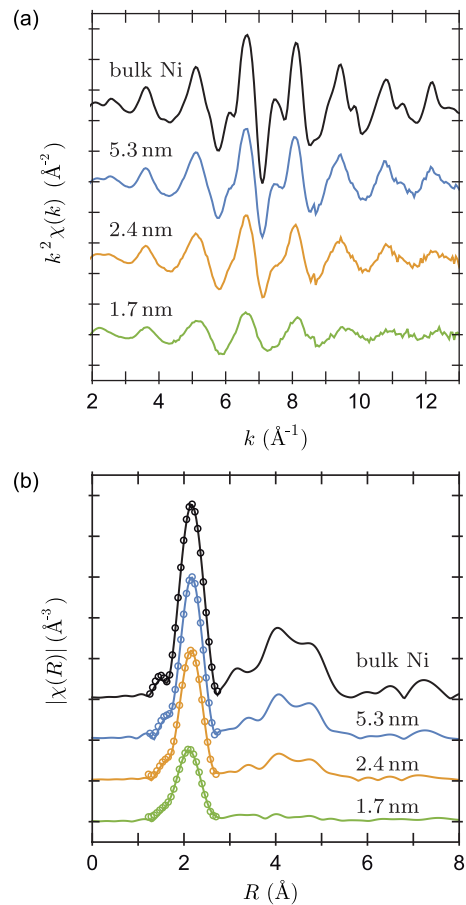 (a)
bulk Ni
5.3 nm
2.4 nm
1.7 nm
k²χ(k) (Å⁻²)
2 4 6 8 10 12
k (Å⁻¹)
(b)
bulk Ni
5.3 nm
2.4 nm
1.7 nm
|χ(R)| (Å⁻³)
0 2 4 6 8
R (Å)